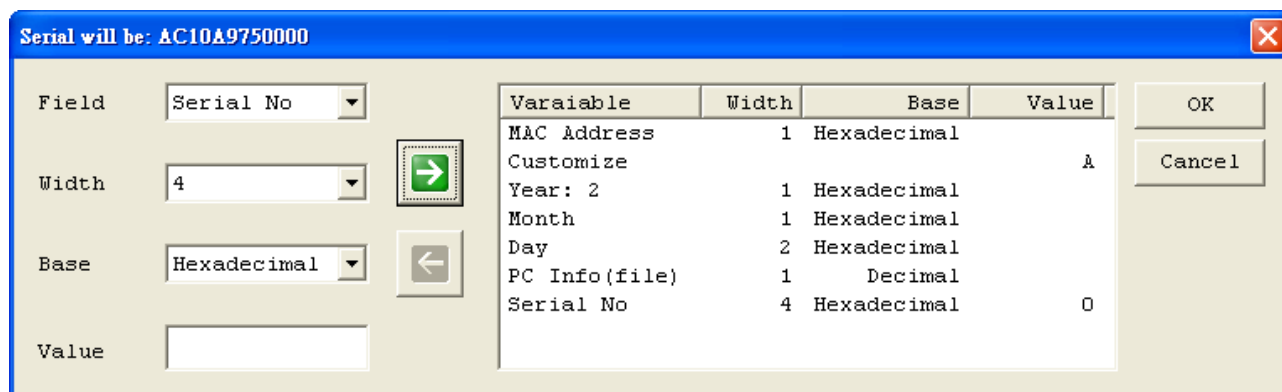 Serial will be: AC10A9750000
Field Serial No
Width 4
Base Hexadecimal
Value
Varaiable Width Base Value
MAC Address 1 Hexadecimal
Customize A
Year: 2 1 Hexadecimal
Month 1 Hexadecimal
Day 2 Hexadecimal
PC Info(file) 1 Decimal
Serial No 4 Hexadecimal 0
OK
Cancel